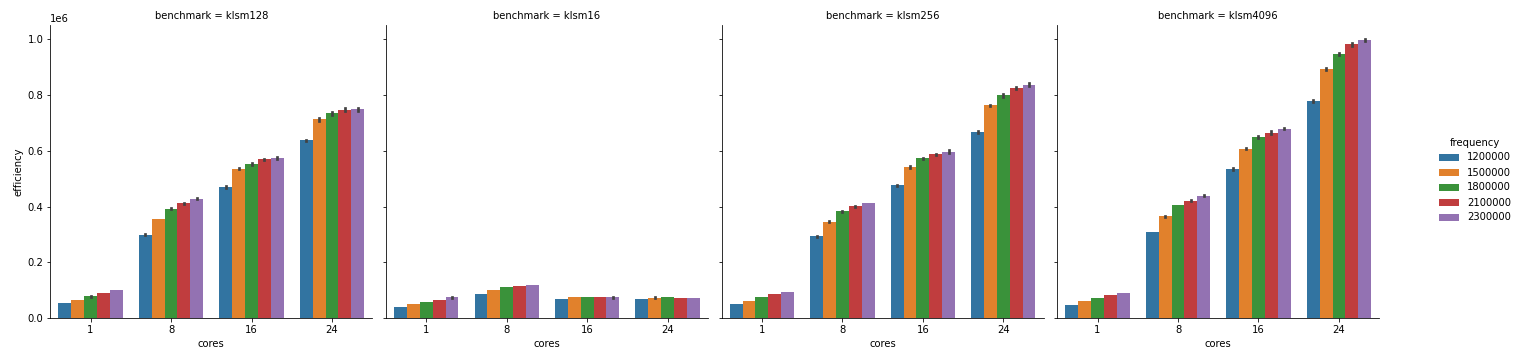 benchmark = klsm128
benchmark = klsm16
benchmark = klsm256
benchmark = klsm4096
1e6
1.0
0.8
0.6
0.4
0.2
0.0
efficiency
1 8 16 24
1 8 16 24
1 8 16 24
1 8 16 24
cores
cores
cores
cores
frequency
1200000
1500000
1800000
2100000
2300000